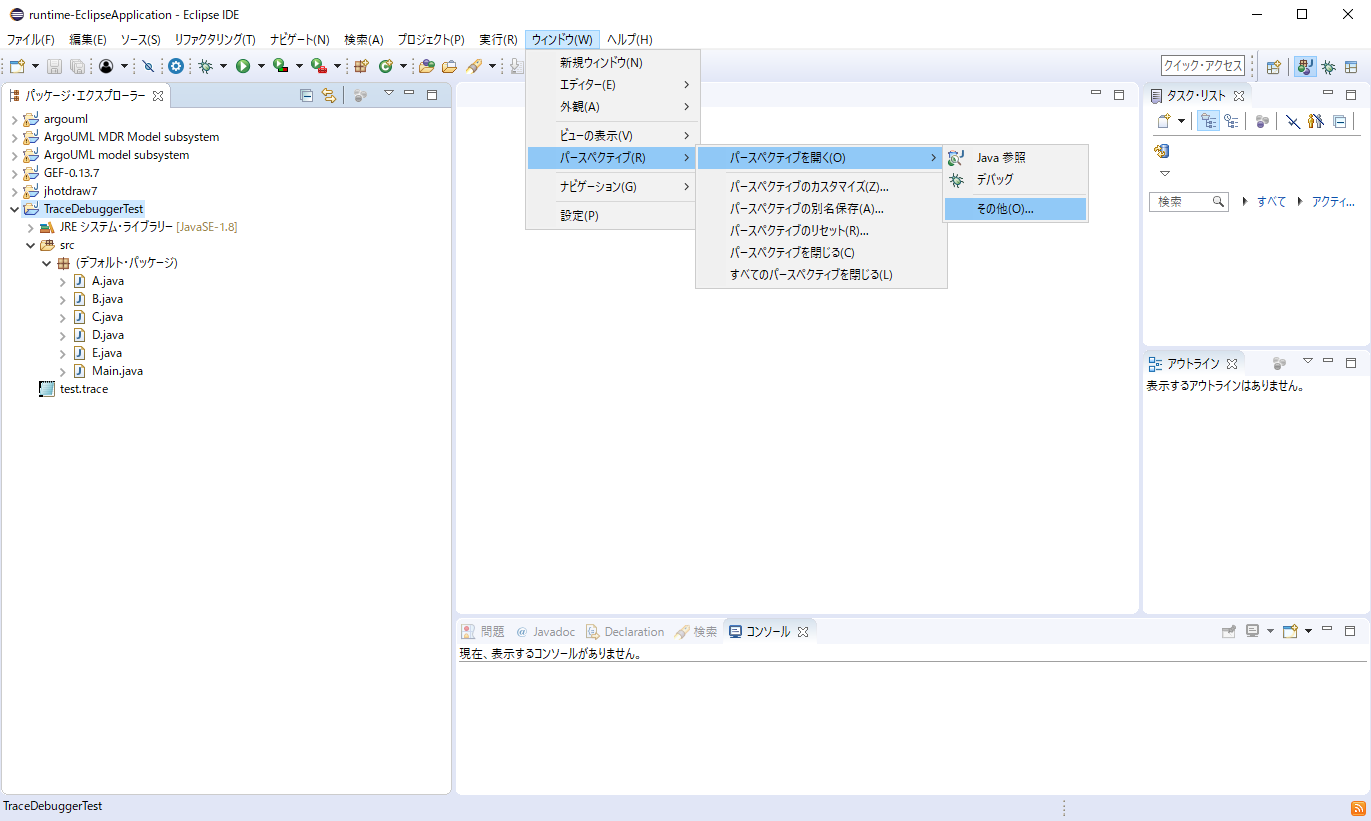 runtime-EclipseApplication - Eclipse IDE
ファイル(F) 編集(E) ソース(S) リファクタリング(T) ナビゲート(N) 検索(A) プロジェクト(P) 実行(R) ウィンドウ(W) ヘルプ(H)
クイック・アクセス
新規ウィンドウ(N)
エディター(E)
外観(A)
ビューの表示(V)
パースペクティブ(R)
ナビゲーション(G)
設定(P)
パースペクティブを開く(O)
パースペクティブのカスタマイズ(Z)...
パースペクティブの別名保存(A)...
パースペクティブのリセット(R)...
パースペクティブを閉じる(C)
すべてのパースペクティブを閉じる(L)
Java 参照
デバッグ
その他(O)...
パッケージ・エクスプローラー
argouml
ArgoUML MDR Model subsystem
ArgoUML model subsystem
GEF-0.13.7
jhotdraw7
TraceDebuggerTest
JRE システム・ライブラリー [JavaSE-1.8]
src
(デフォルト・パッケージ)
A.java
B.java
C.java
D.java
E.java
Main.java
test.trace
タスク・リスト
検索 すべて アクティ...
アウトライン
表示するアウトラインはありません。
問題 @ Javadoc Declaration 検索 コンソール
現在、表示するコンソールがありません。
TraceDebuggerTest